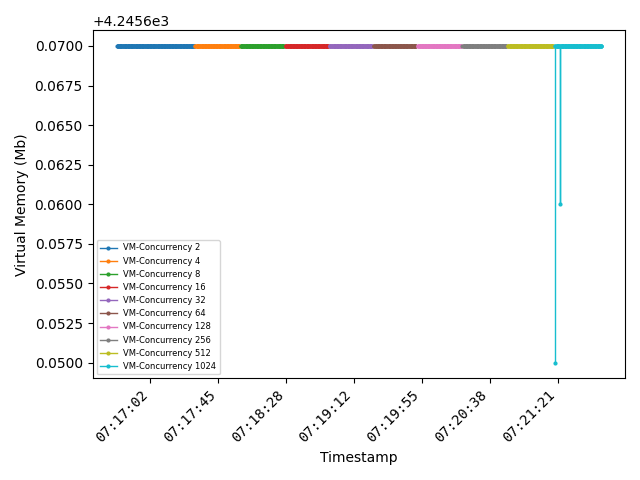 +4.2456e3
0.0700
0.0675
0.0650
0.0625
0.0600
0.0575
0.0550
0.0525
0.0500
Virtual Memory (Mb)
VM-Concurrency 2
VM-Concurrency 4
VM-Concurrency 8
VM-Concurrency 16
VM-Concurrency 32
VM-Concurrency 64
VM-Concurrency 128
VM-Concurrency 256
VM-Concurrency 512
VM-Concurrency 1024
07:17:02
07:17:45
07:18:28
07:19:12
07:19:55
07:20:38
07:21:21
Timestamp